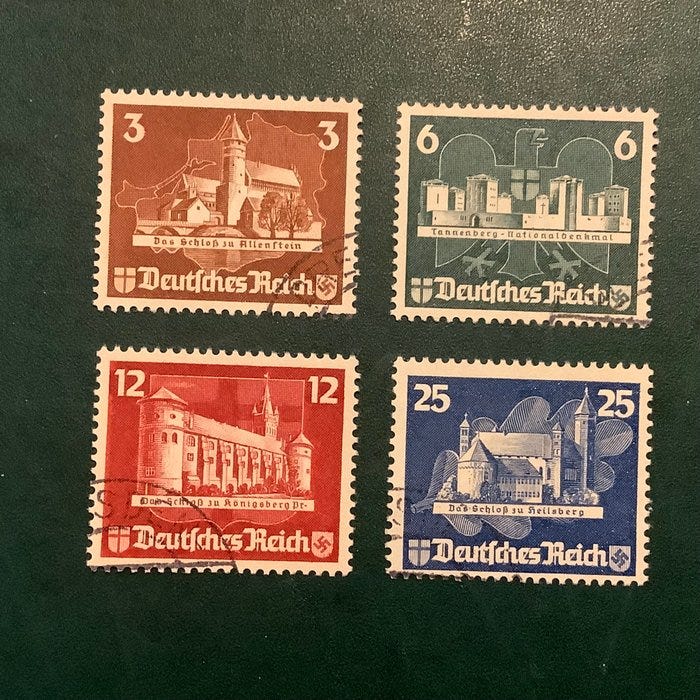 3 3
Das Schloß zu Allenstein
Deutsches Reich
6 6
Tannenberg-Nationaldenkmal
Deutsches Reich
12 12
Das Schloß zu Königsberg Pr.
Deutsches Reich
25 25
Das Schloß zu Heilsberg
Deutsches Reich